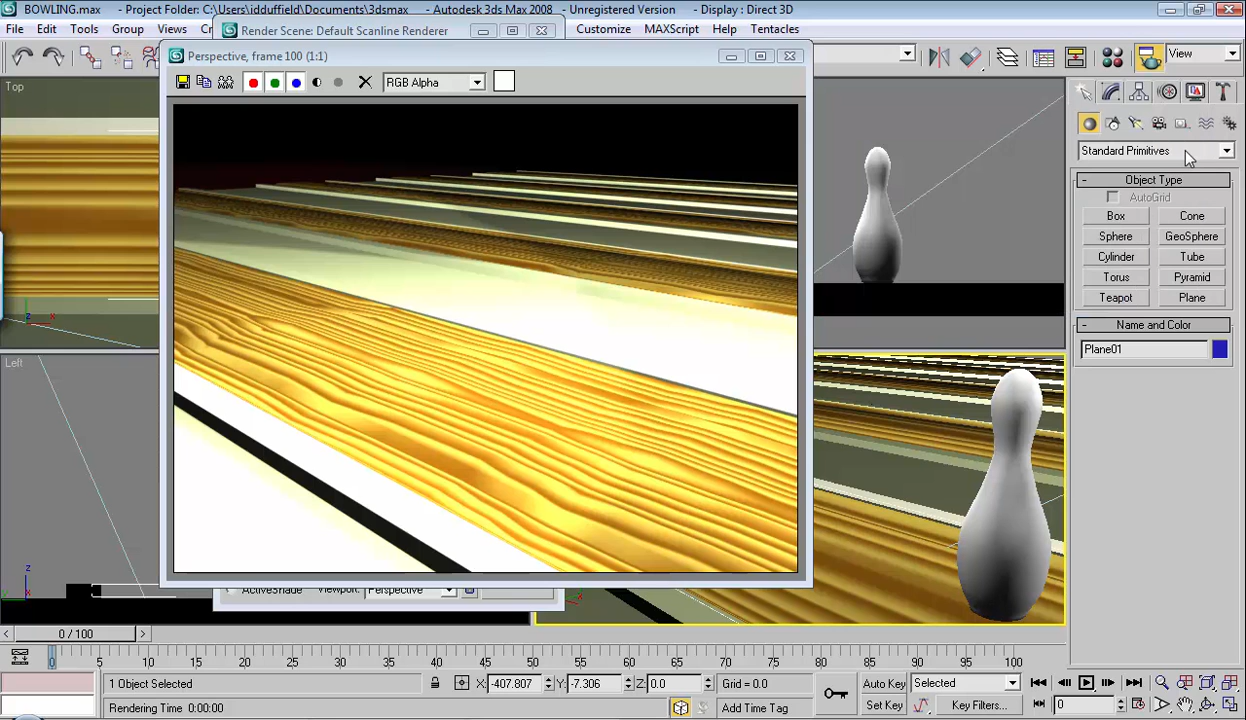 BOWLING.max - Project Folder: C:\Users\idduffield\Documents\3dsmax - Autodesk 3ds Max 2008 - Unregistered Version - Display : Direct 3D
File Edit Tools Group Views
Render Scene: Default Scanline Renderer
Customize MAXScript Help Tentacles
Perspective, frame 100 (1:1)
View
RGB Alpha
Top
Standard Primitives
Object Type
AutoGrid
Box Cone
Sphere GeoSphere
Cylinder Tube
Torus Pyramid
Teapot Plane
Name and Color
Plane01
z x
Left
z
x
ActiveShade Viewport: Perspective
0 / 100
0 5 10 15 20 25 30 35 40 45 50 55 60 65 70 75 80 85 90 95 100
1 Object Selected X: -407.807 Y: -7.306 Z: 0.0 Grid = 0.0 Auto Key Selected
Rendering Time 0:00:00 Add Time Tag Set Key Key Filters... 0